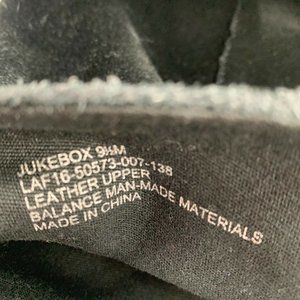 JUKEBOX 9½M
LAF16-50573-007-138
LEATHER UPPER
BALANCE MAN-MADE MATERIALS
MADE IN CHINA